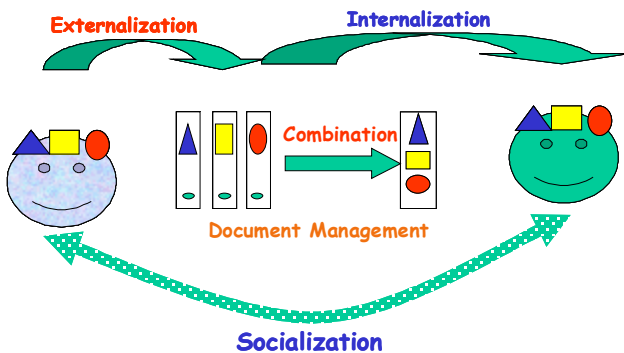 Externalization
Internalization
Combination
Document Management
Socialization